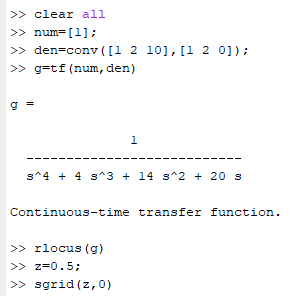 >> clear all
>> num=[1];
>> den=conv([1 2 10],[1 2 0]);
>> g=tf(num,den)
g =
1
---------------------------
s^4 + 4 s^3 + 14 s^2 + 20 s
Continuous-time transfer function.
>> rlocus(g)
>> z=0.5;
>> sgrid(z,0)